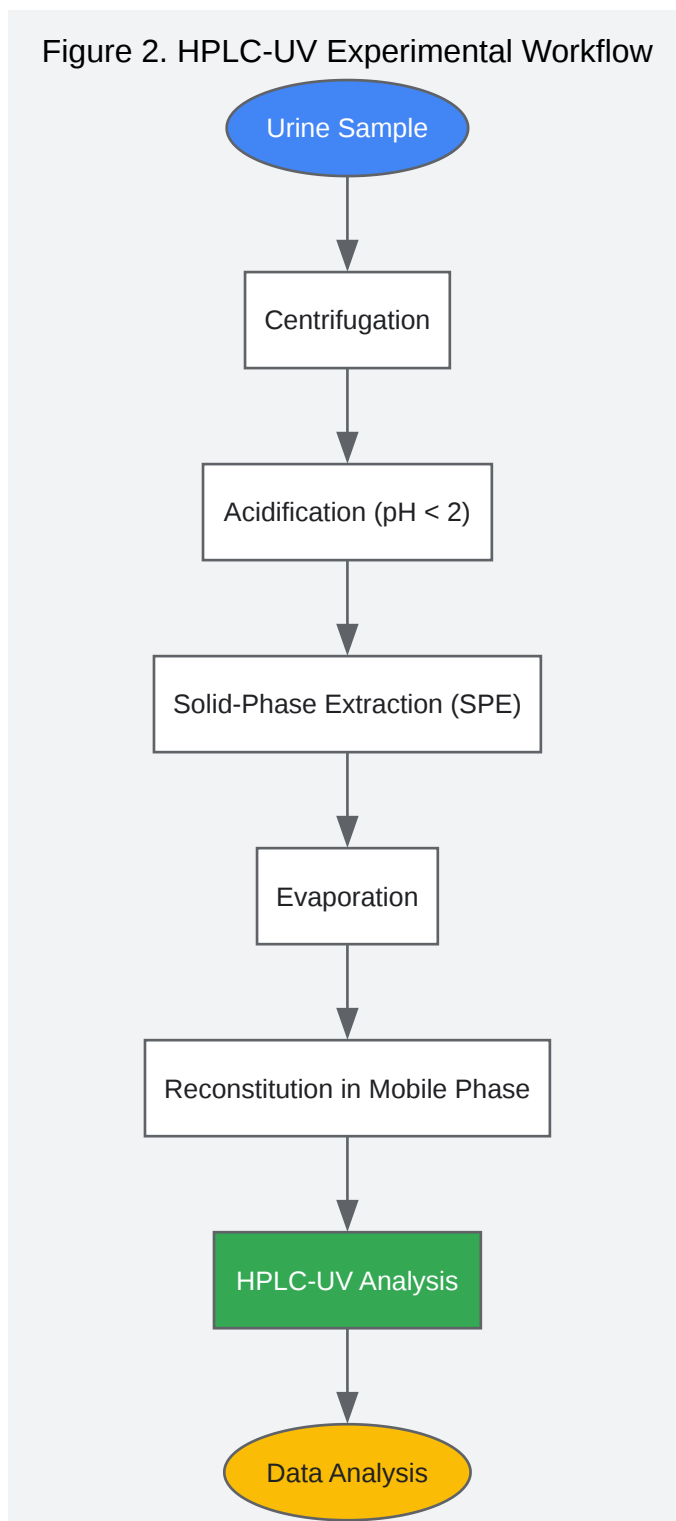 Figure 2. HPLC-UV Experimental Workflow
Urine Sample
Centrifugation
Acidification (pH < 2)
Solid-Phase Extraction (SPE)
Evaporation
Reconstitution in Mobile Phase
HPLC-UV Analysis
Data Analysis